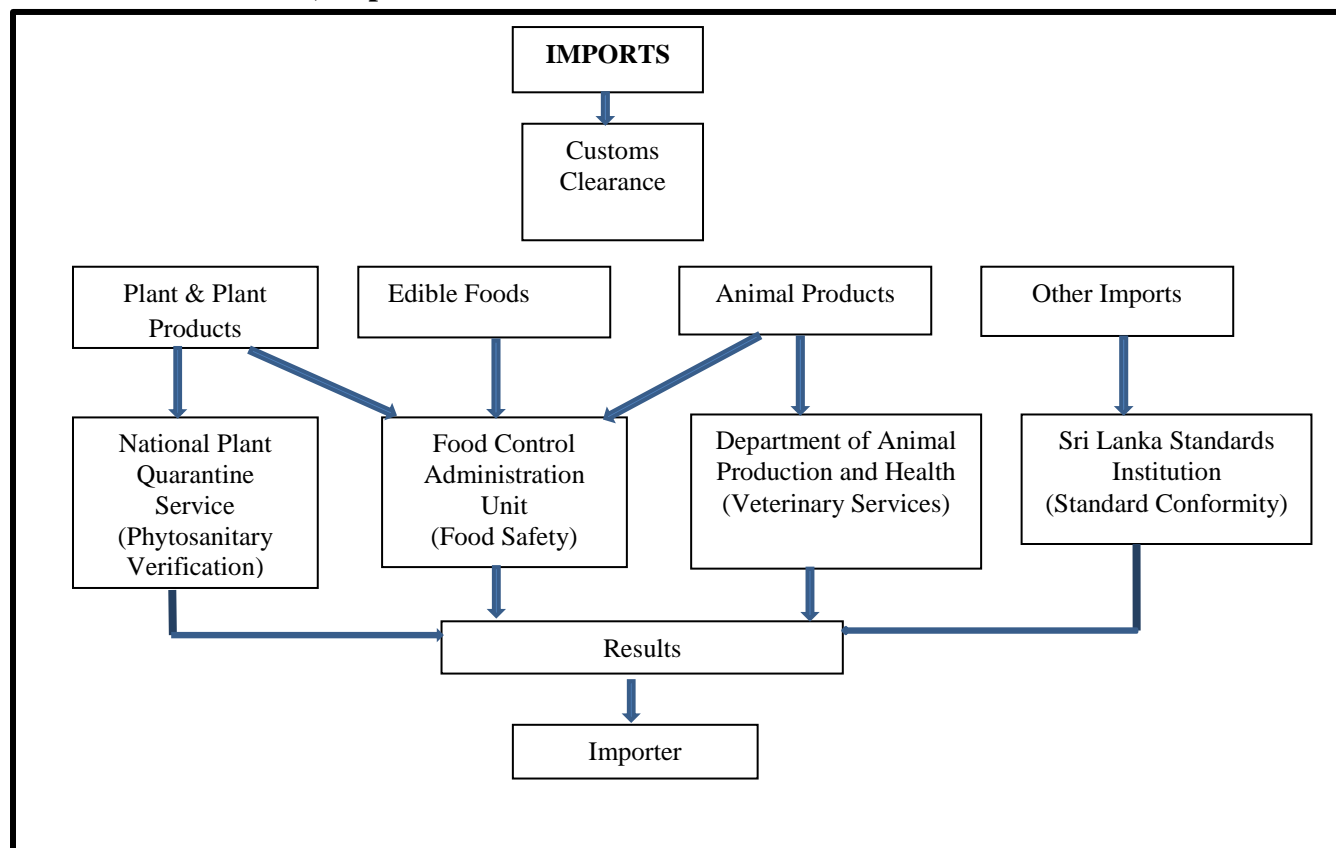 IMPORTS
Customs
Clearance
Plant & Plant
Products
Edible Foods
Animal Products
Other Imports
National Plant
Quarantine
Service
(Phytosanitary
Verification)
Food Control
Administration
Unit
(Food Safety)
Department of Animal
Production and Health
(Veterinary Services)
Sri Lanka Standards
Institution
(Standard Conformity)
Results
Importer